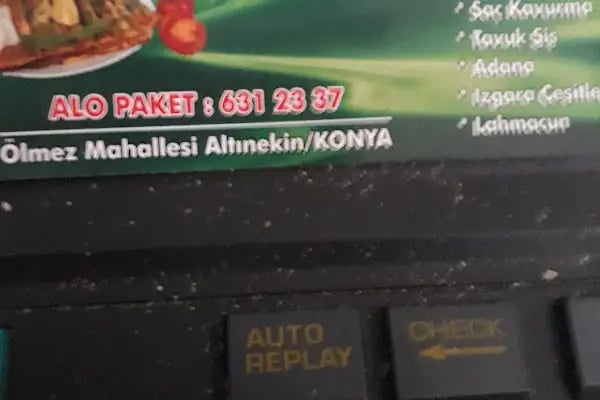 Saç Kavurma
Tavuk Şiş
Adana
Izgara Çeşitle
Lahmacun
ALO PAKET : 631 23 37
Ölmez Mahallesi Altınekin/KONYA
AUTO
REPLAY
CHECK